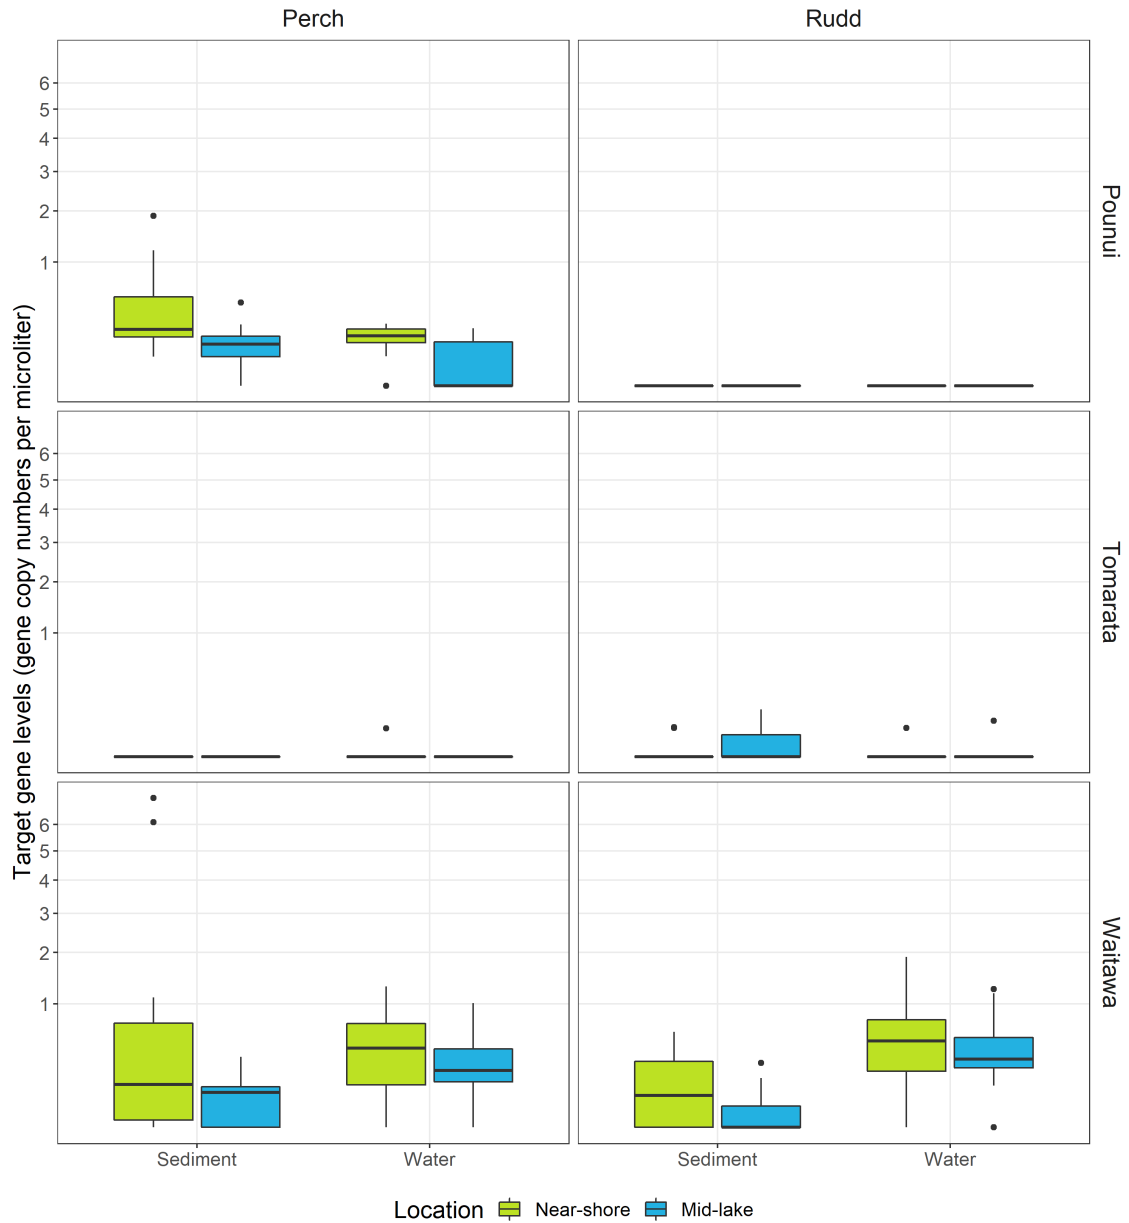 Perch
Rudd
Target gene levels (gene copy numbers per microliter)
6
5
4
3
2
1
Pounui
6
5
4
3
2
1
Tomarata
6
5
4
3
2
1
Waitawa
Sediment
Water
Sediment
Water
Location Near-shore Mid-lake